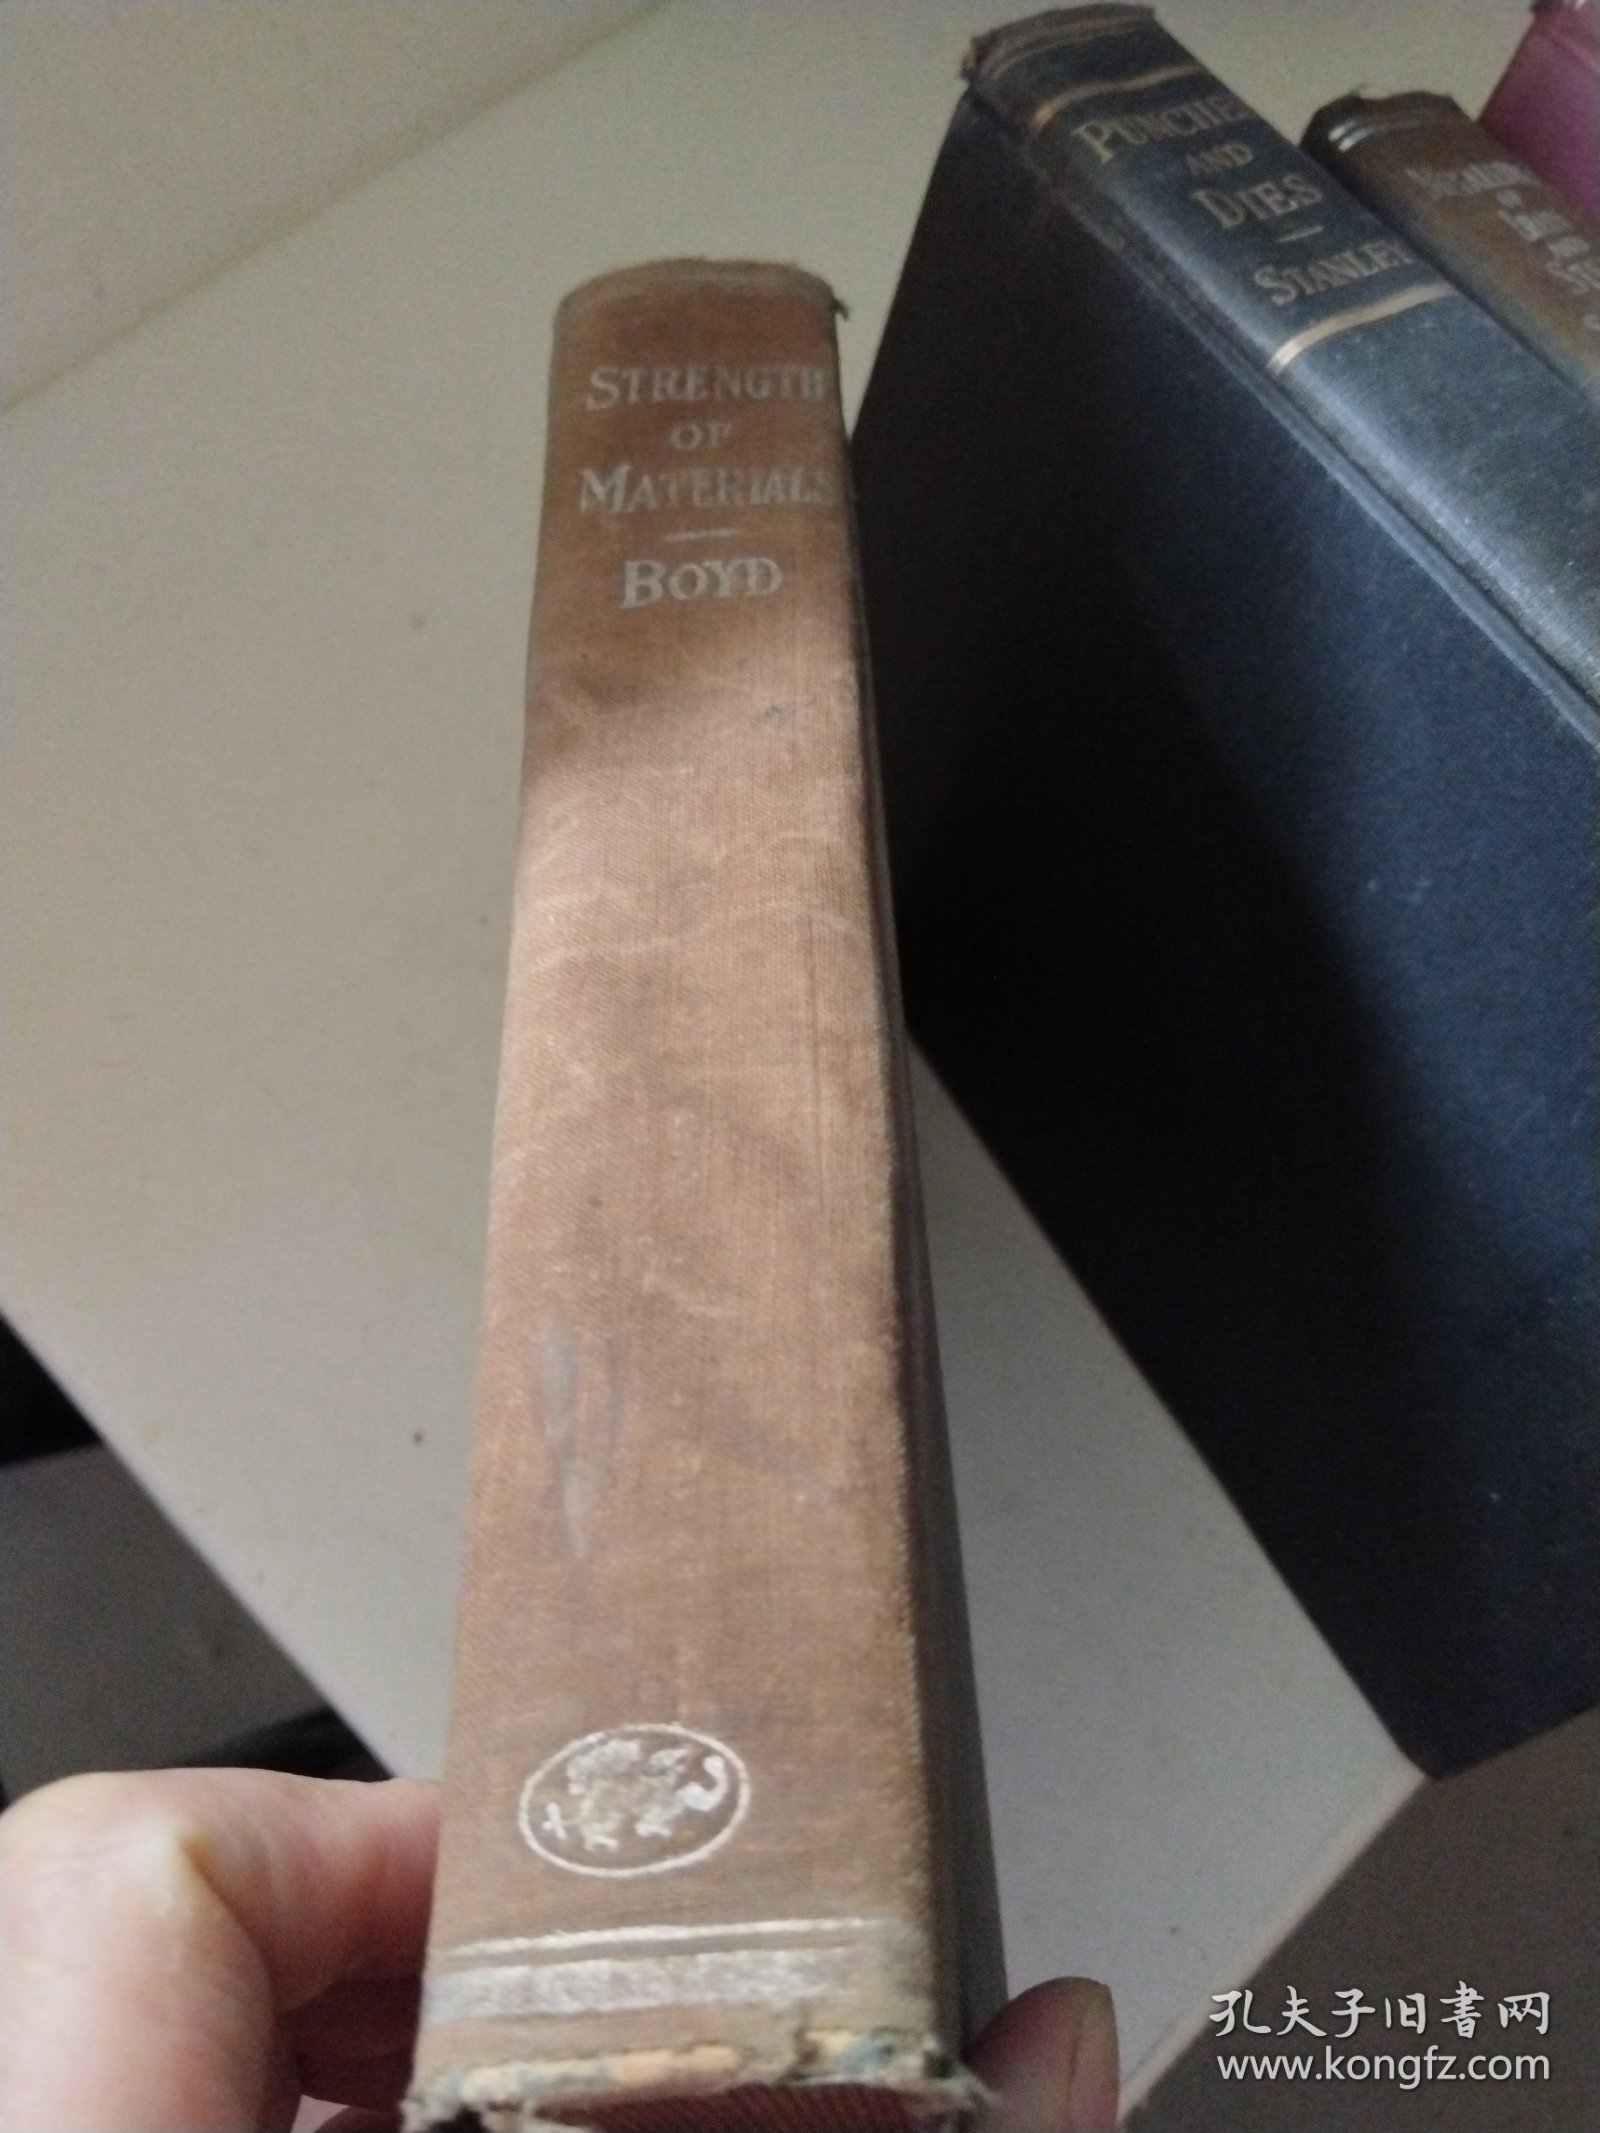 STRENGTH
OF
MATERIALS
BOYD
PUNCHES
AND
DIES
STANLEY
孔夫子旧书网
www.kongfz.com